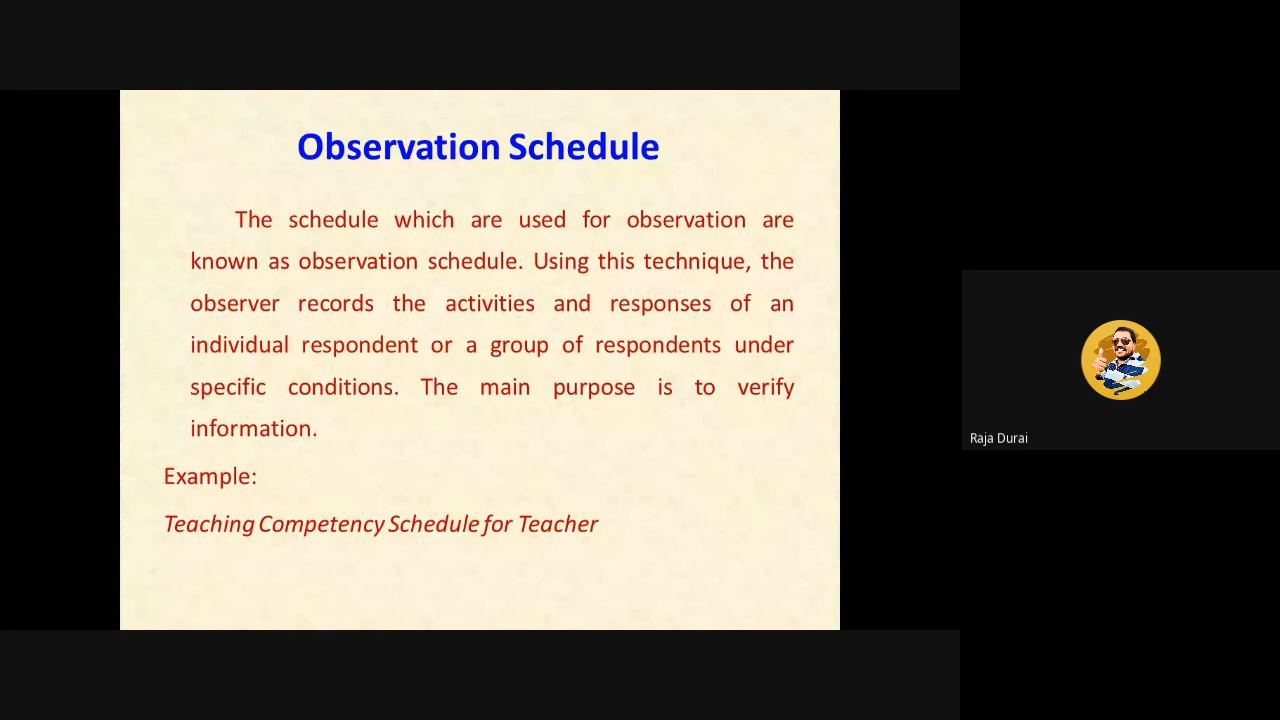 Observation Schedule
The schedule which are used for observation are
known as observation schedule. Using this technique, the
observer records the activities and responses of an
individual respondent or a group of respondents under
specific conditions. The main purpose is to verify
information.
Example:
Teaching Competency Schedule for Teacher
Raja Durai